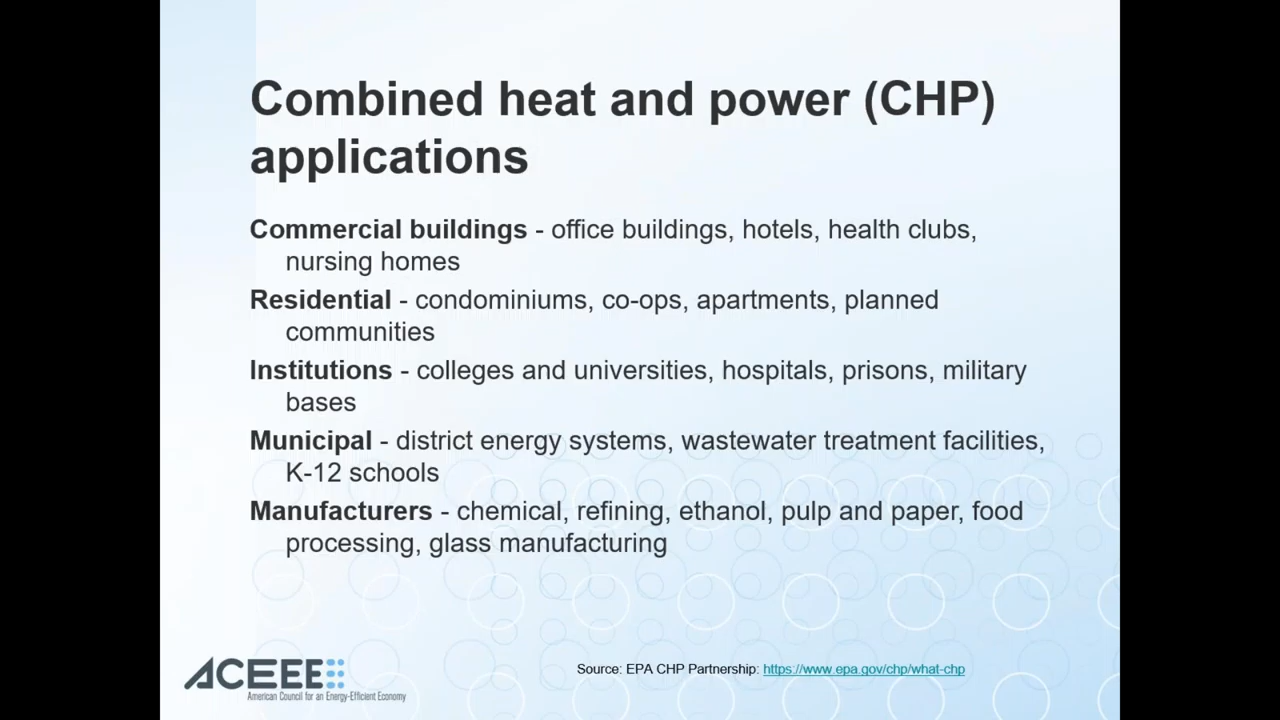 Combined heat and power (CHP)
applications
Commercial buildings - office buildings, hotels, health clubs,
nursing homes
Residential - condominiums, co-ops, apartments, planned
communities
Institutions - colleges and universities, hospitals, prisons, military
bases
Municipal - district energy systems, wastewater treatment facilities,
K-12 schools
Manufacturers - chemical, refining, ethanol, pulp and paper, food
processing, glass manufacturing
ACEEE
American Council for an Energy-Efficient Economy
Source: EPA CHP Partnership: https://www.epa.gov/chp/what-chp